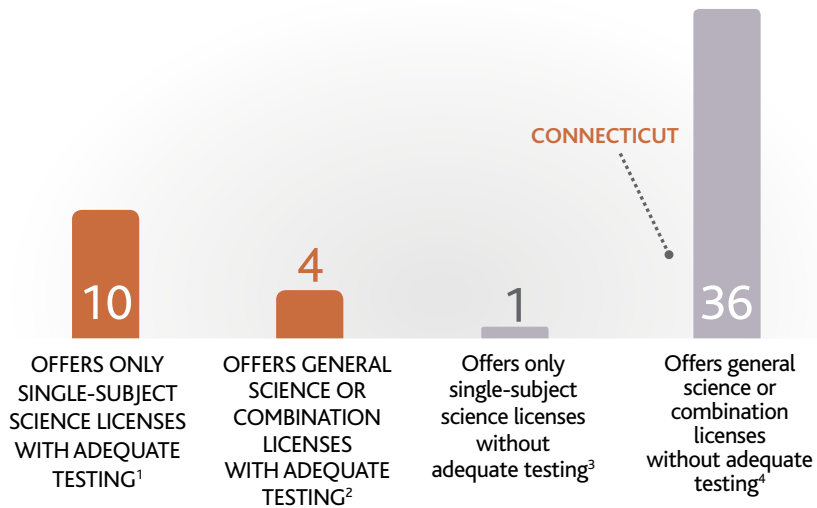 CONNECTICUT
10
4
1
36
OFFERS ONLY
SINGLE-SUBJECT
SCIENCE LICENSES
WITH ADEQUATE
TESTING¹
OFFERS GENERAL
SCIENCE OR
COMBINATION
LICENSES
WITH ADEQUATE
TESTING²
Offers only
single-subject
science licenses
without
adequate testing³
Offers general
science or
combination
licenses
without adequate
testing⁴